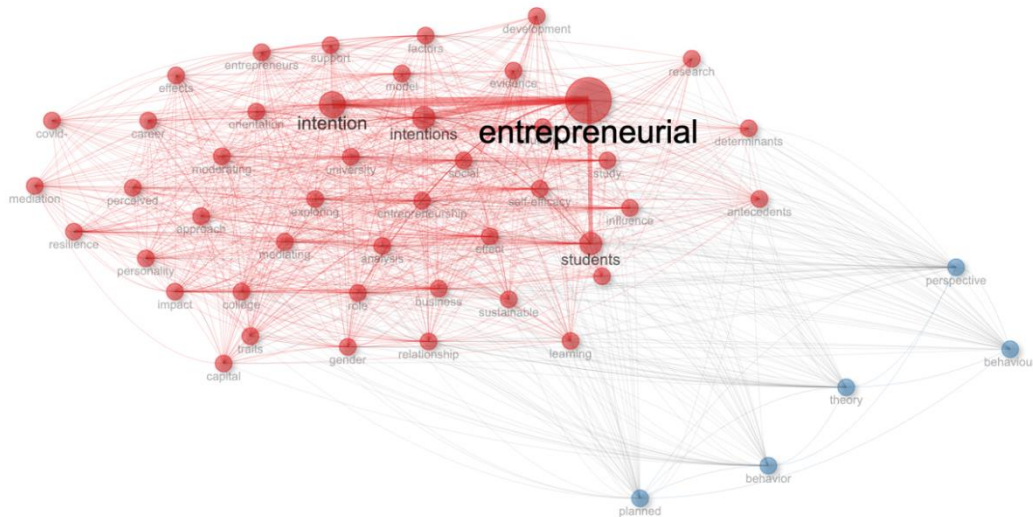 development
factors
support
entrepreneurs
research
model
evidence
effects
intention
intentions
entrepreneurial
covid-
career
orientation
determinants
moderating
university
social
study
mediation
perceived
exploring
entrepreneurship
self-efficacy
influence
antecedents
approach
resilience
mediating
analysis
effect
students
personality
perspective
impact
college
role
business
sustainable
traits
gender
relationship
learning
behaviou
capital
theory
behavior
planned